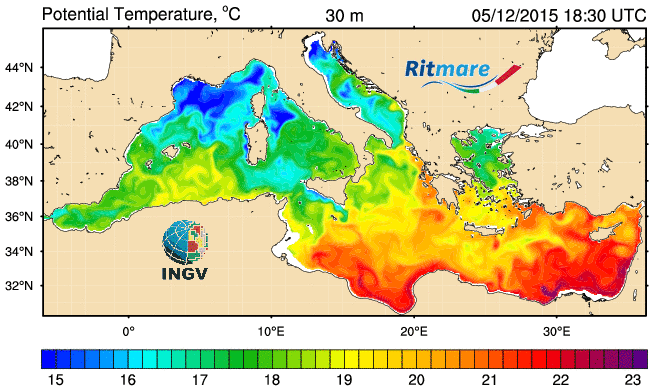 Potential Temperature, °C 30 m 05/12/2015 18:30 UTC
44°N
Ritmare
42°N
40°N
38°N
36°N
34°N
INGV
32°N
0° 10°E 20°E 30°E
15 16 17 18 19 20 21 22 23